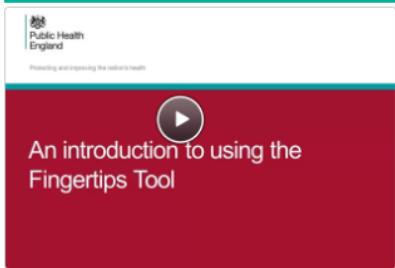 Public Health
England
Protecting and improving the nation's health
An introduction to using the
Fingertips Tool